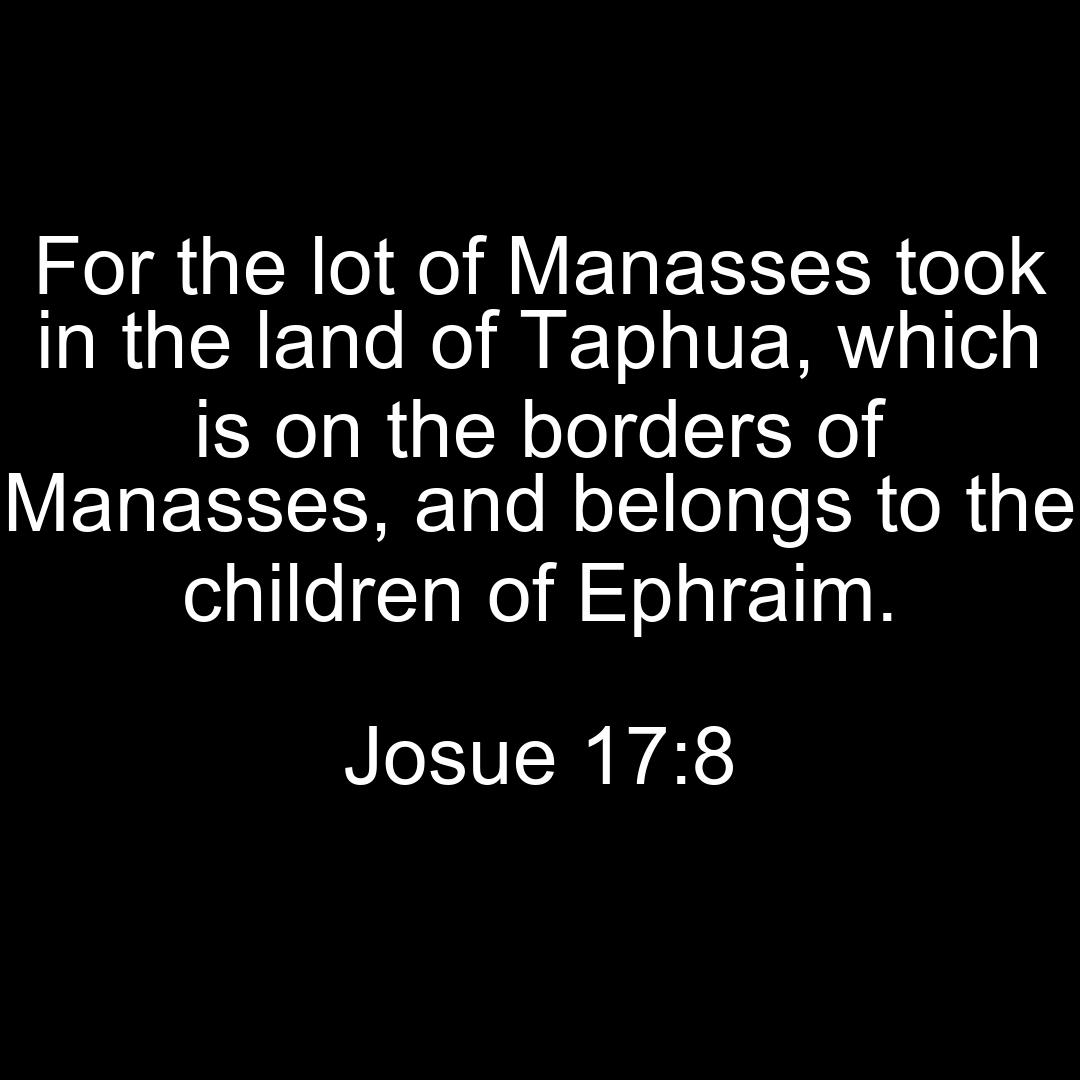 For the lot of Manasses took
in the land of Taphua, which
is on the borders of
Manasses, and belongs to the
children of Ephraim.
Josue 17:8